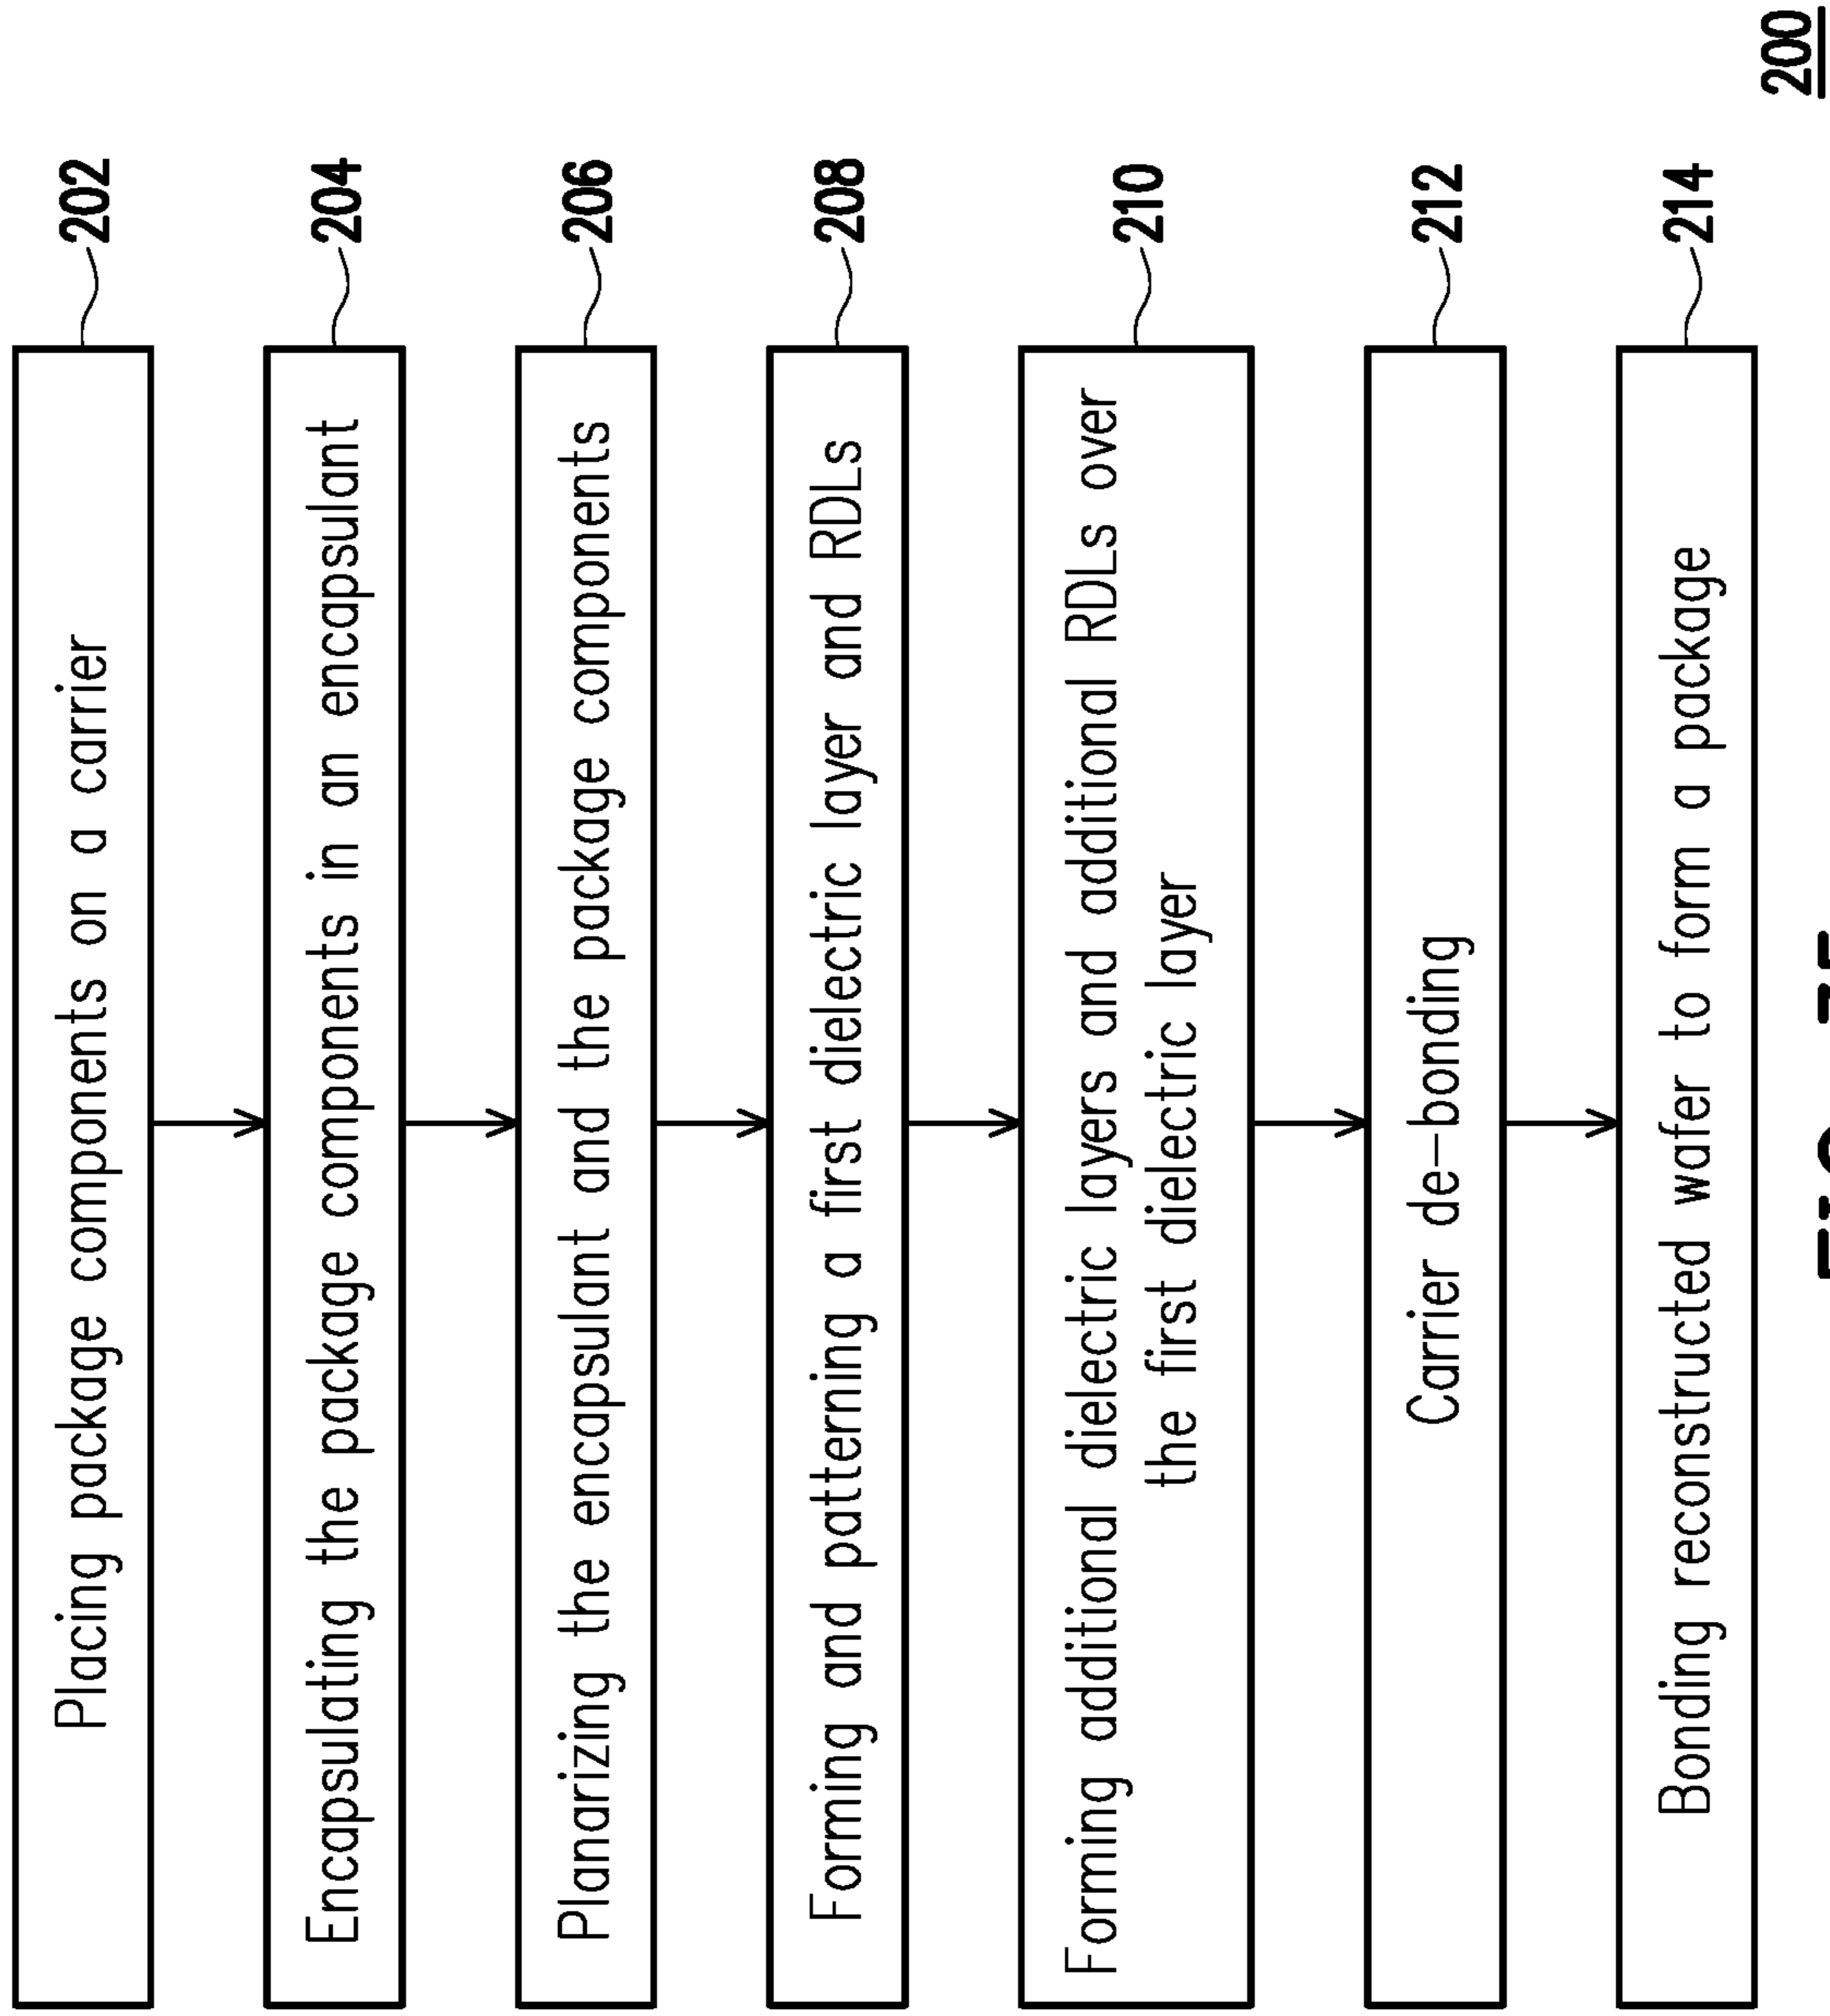 Placing package components on a carrier
202
Encapsulating the package components in an encapsulant
204
Planarizing the encapsulant and the package components
206
Forming and patterning a first dielectric layer and RDLs
208
Forming additional dielectric layers and additional RDLs over
the first dielectric layer
210
Carrier de-bonding
212
Bonding reconstructed wafer to form a package
214
200